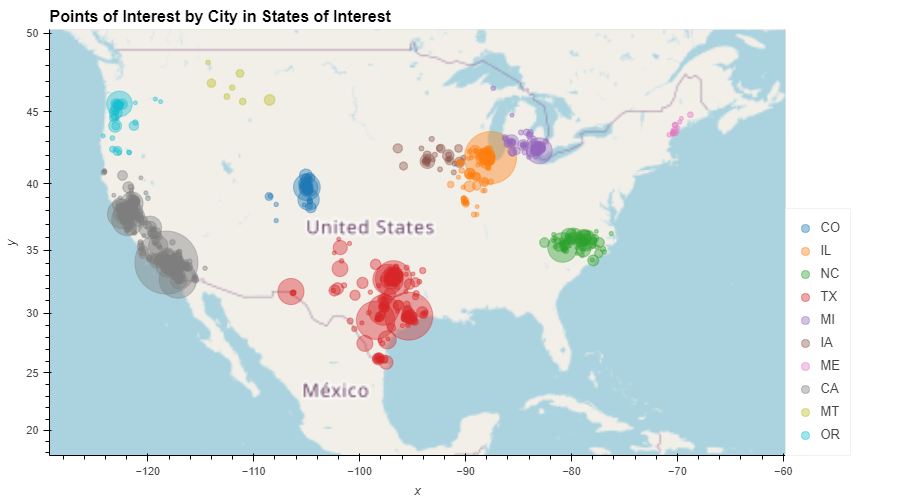 Points of Interest by City in States of Interest
y
50
45
40
35
30
25
20
United States
México
−120
−110
−100
−90
−80
−70
−60
x
CO
IL
NC
TX
MI
IA
ME
CA
MT
OR